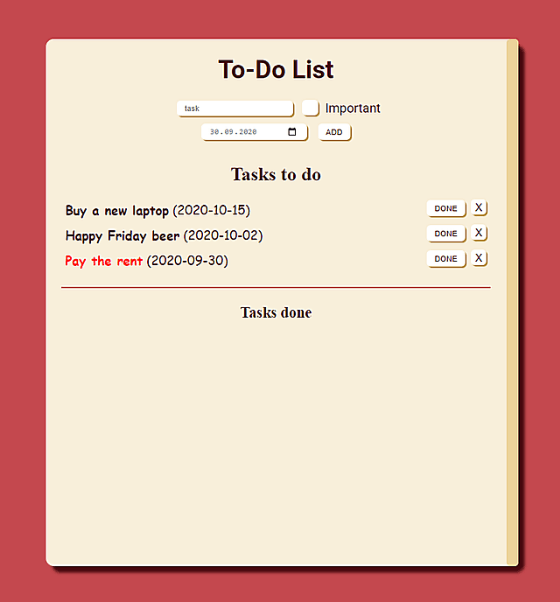 To-Do List
task Important
30.09.2020 ADD
Tasks to do
Buy a new laptop (2020-10-15) DONE X
Happy Friday beer (2020-10-02) DONE X
Pay the rent (2020-09-30) DONE X
Tasks done